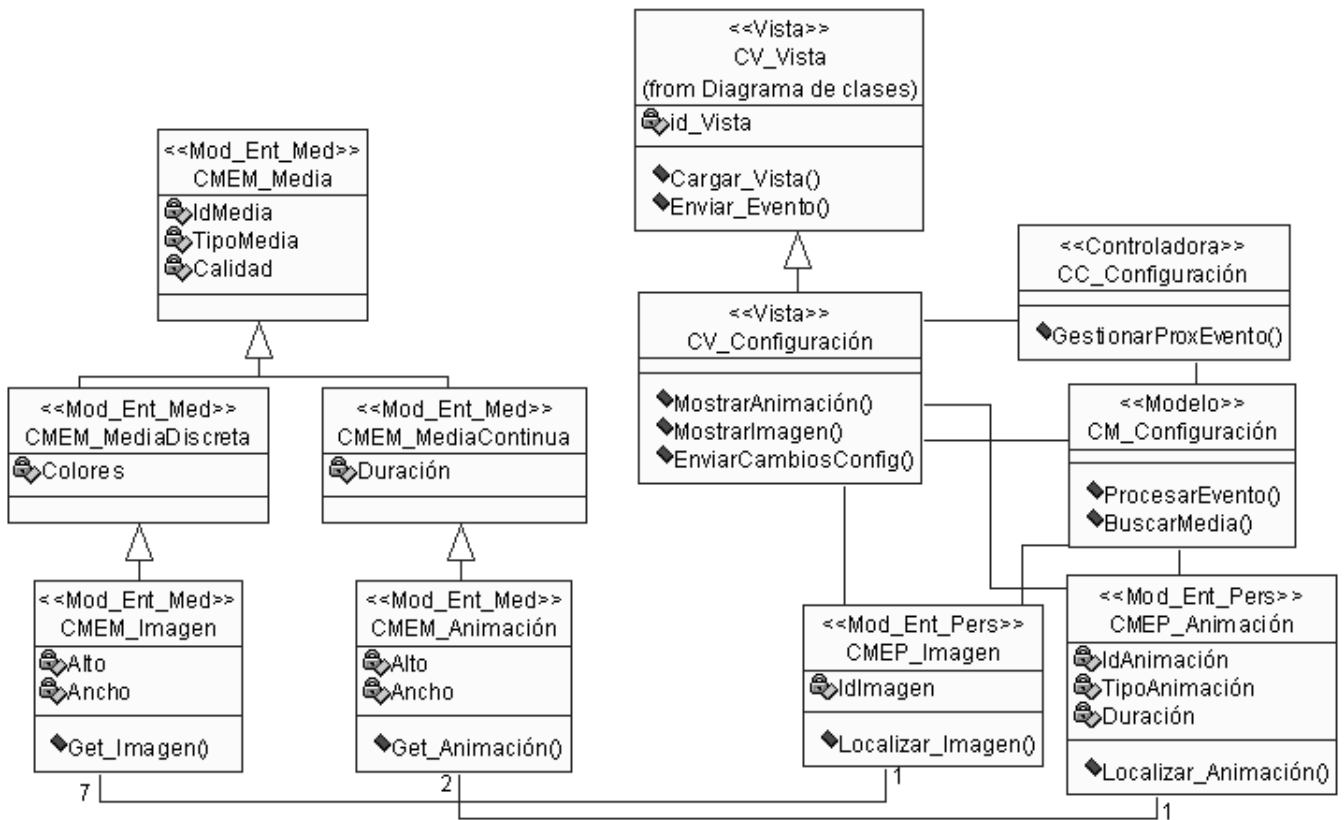 <<Vista>>
CV_Vista
(from Diagrama de clases)
id_Vista
Cargar_Vista()
Enviar_Evento()
<<Mod_Ent_Med>>
CMEM_Media
IdMedia
TipoMedia
Calidad
<<Controladora>>
CC_Configuración
GestionarProxEvento()
<<Vista>>
CV_Configuración
MostrarAnimación()
MostrarImagen()
EnviarCambiosConfig()
<<Mod_Ent_Med>>
CMEM_MediaDiscreta
Colores
<<Mod_Ent_Med>>
CMEM_MediaContinua
Duración
<<Modelo>>
CM_Configuración
ProcesarEvento()
BuscarMedia()
<<Mod_Ent_Med>>
CMEM_Imagen
Alto
Ancho
Get_Imagen()
<<Mod_Ent_Med>>
CMEM_Animación
Alto
Ancho
Get_Animación()
<<Mod_Ent_Pers>>
CMEP_Imagen
IdImagen
Localizar_Imagen()
<<Mod_Ent_Pers>>
CMEP_Animación
IdAnimación
TipoAnimación
Duración
Localizar_Animación()
7
2
1
1